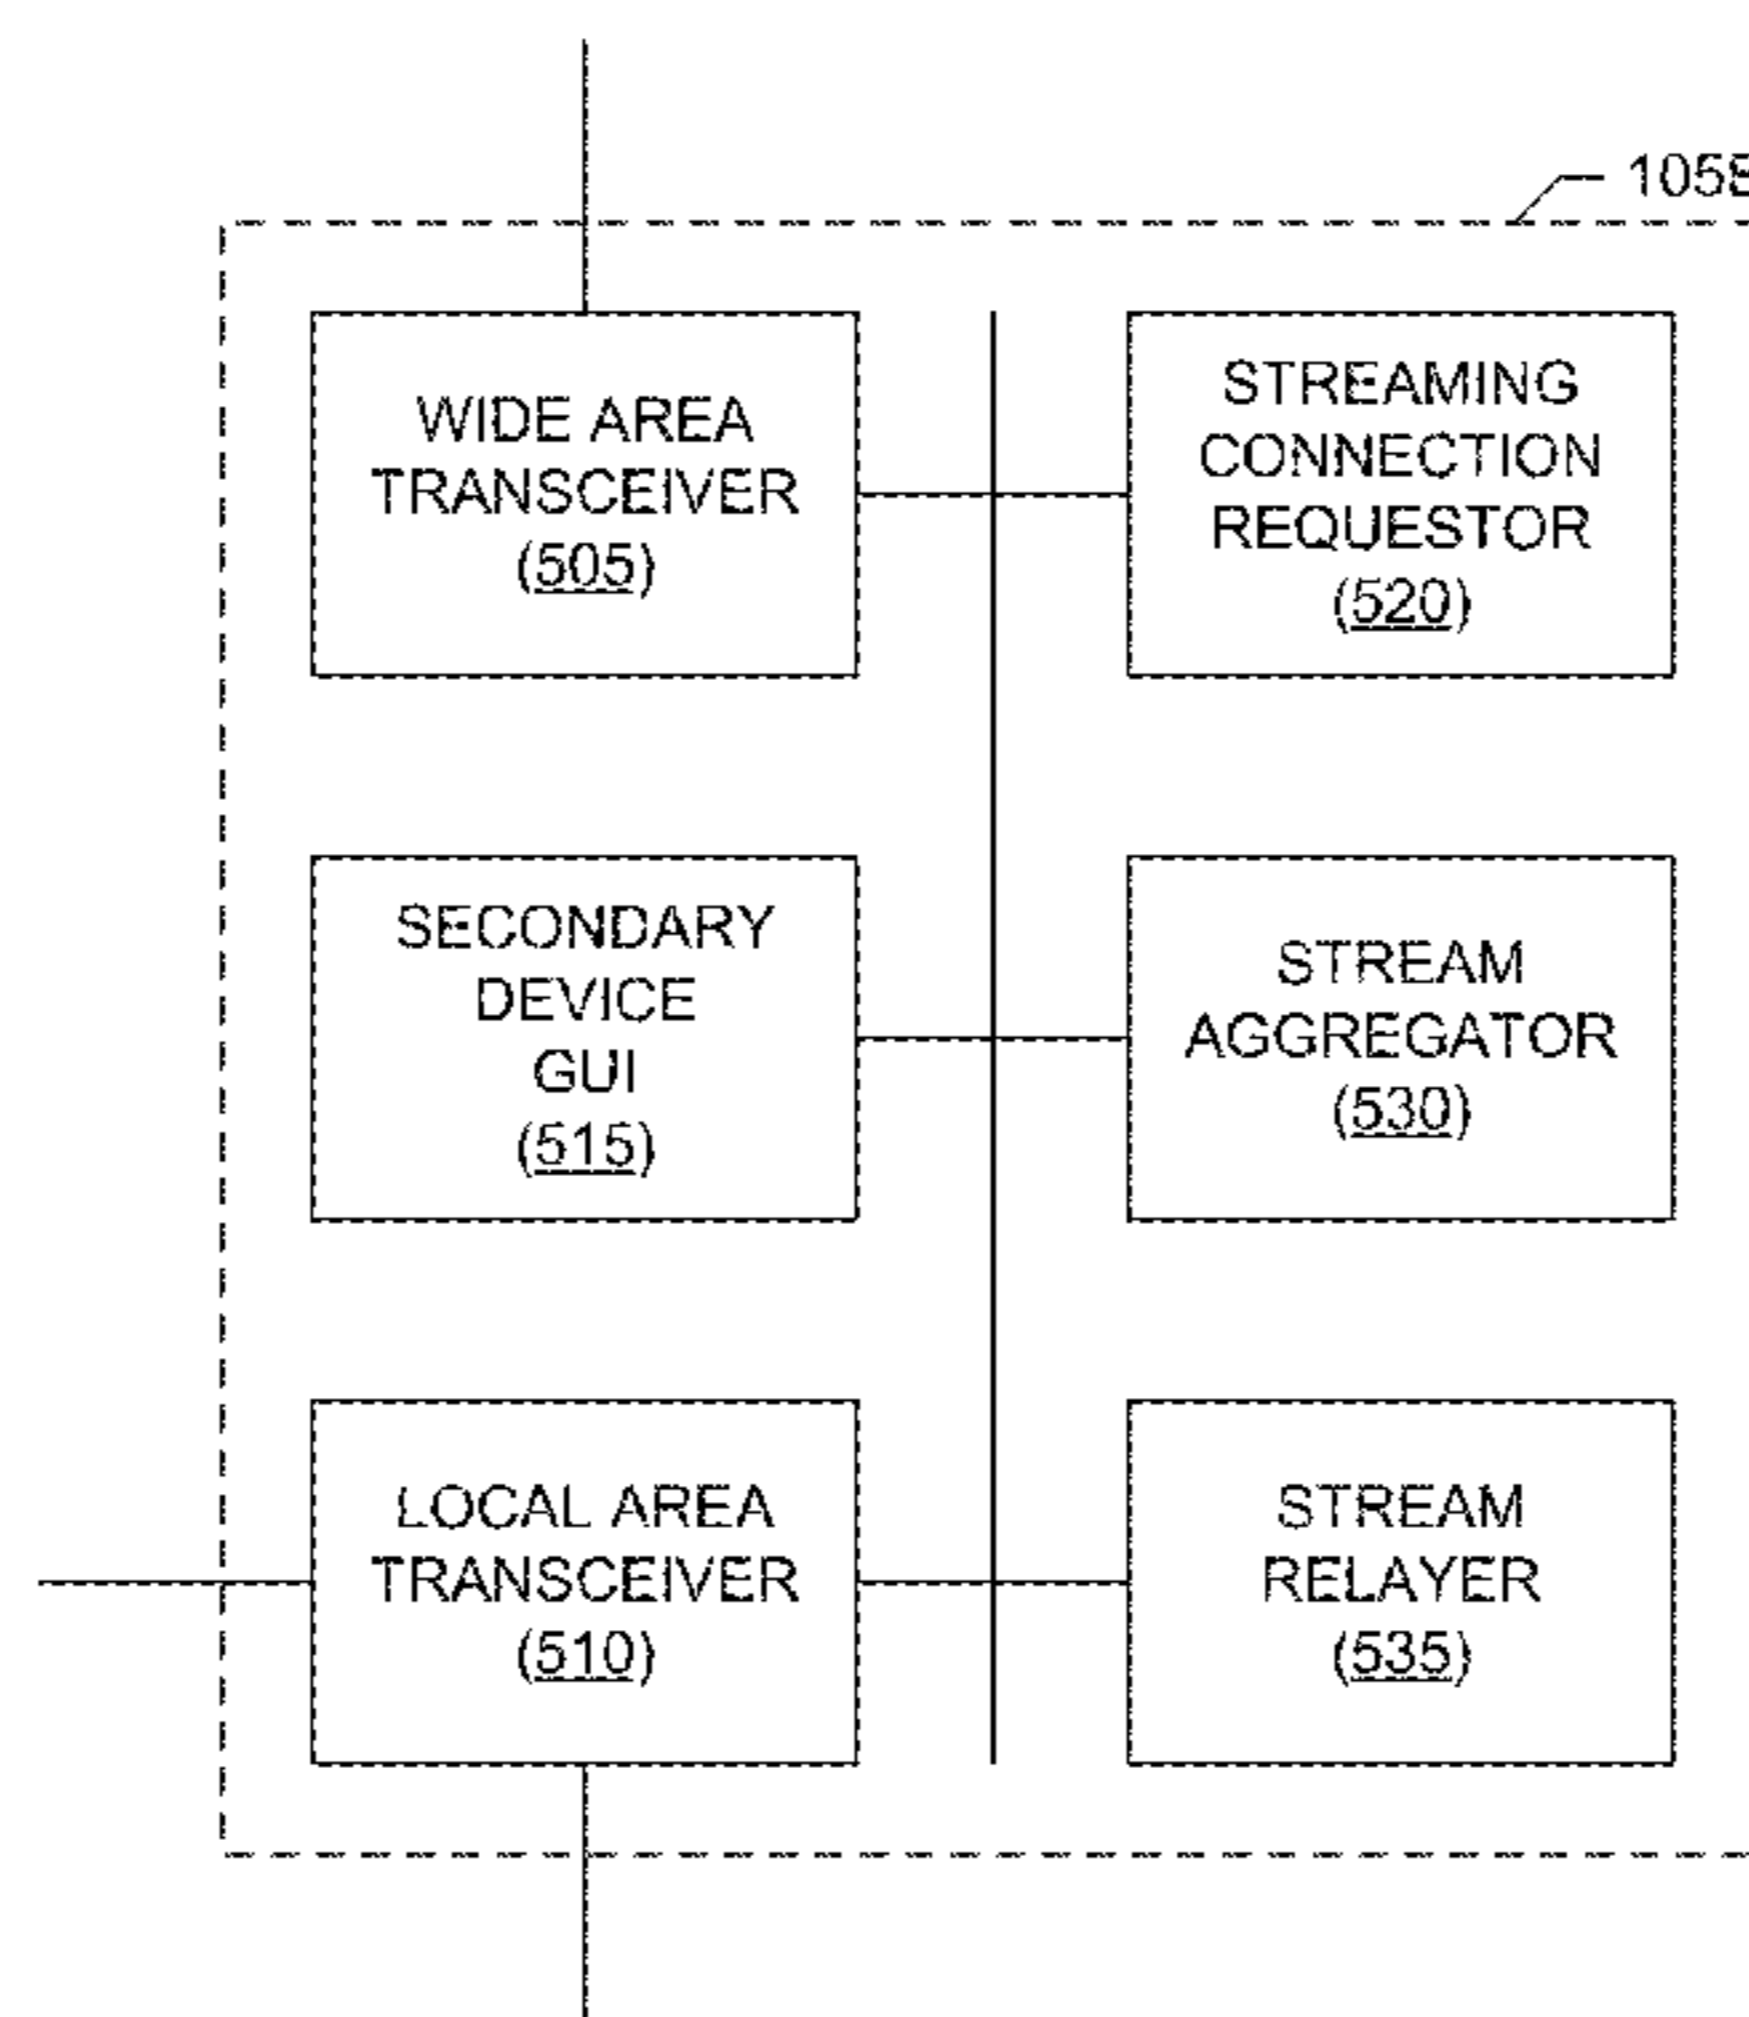 WIDE AREA
TRANSCEIVER
(505)
STREAMING
CONNECTION
REQUESTOR
(520)
SECONDARY
DEVICE
GUI
(515)
STREAM
AGGREGATOR
(530)
LOCAL AREA
TRANSCEIVER
(510)
STREAM
RELAYER
(535)